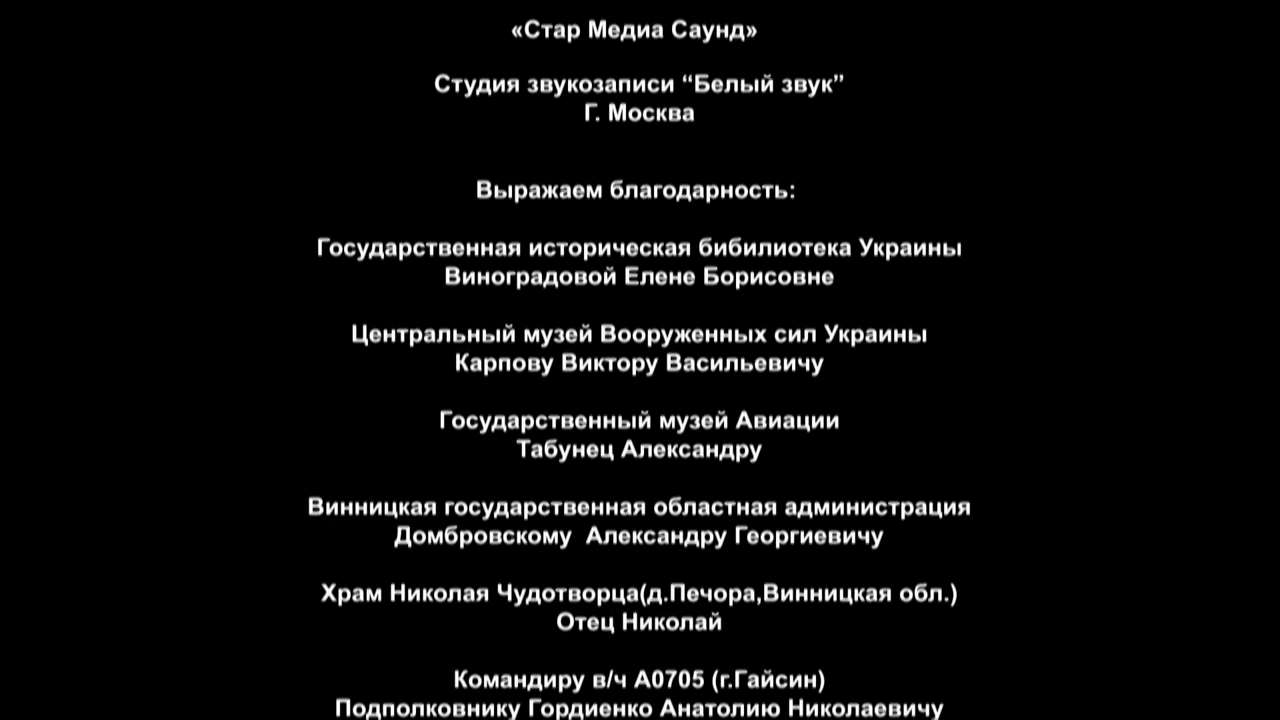 «Стар Медиа Саунд»
Студия звукозаписи “Белый звук”
Г. Москва
Выражаем благодарность:
Государственная историческая бибилиотека Украины
Виноградовой Елене Борисовне
Центральный музей Вооруженных сил Украины
Карпову Виктору Васильевичу
Государственный музей Авиации
Табунец Александру
Винницкая государственная областная администрация
Домбровскому  Александру Георгиевичу
Храм Николая Чудотворца(д.Печора,Винницкая обл.)
Отец Николай
Командиру в/ч А0705 (г.Гайсин)
Подполковнику Гордиенко Анатолию Николаевичу